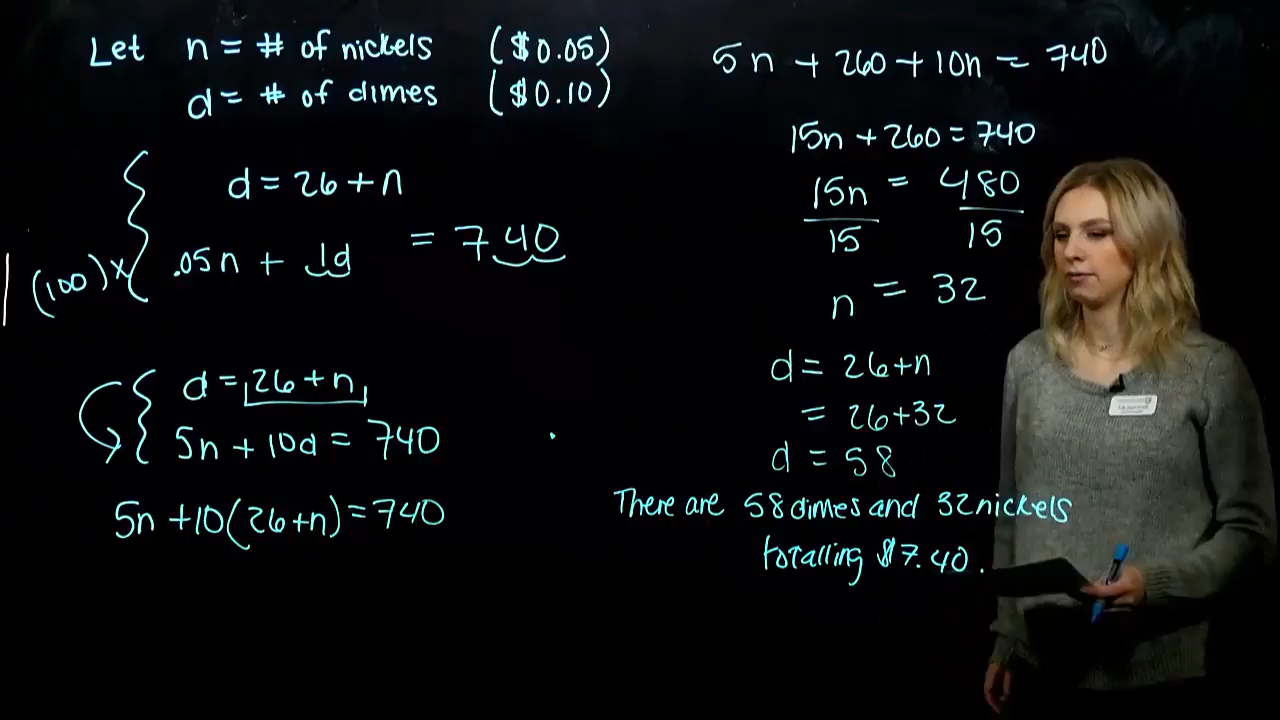 Let n = # of nickels ($0.05)
d = # of dimes ($0.10)
d = 26 + n
(100) x .05n + .1d = 7.40
d = 26 + n
5n + 10d = 740
5n + 10(26+n) = 740
5n + 260 + 10n = 740
15n + 260 = 740
15n = 480
15 15
n = 32
d = 26+n
= 26+32
d = 58
There are 58 dimes and 32 nickels
totalling $7.40.